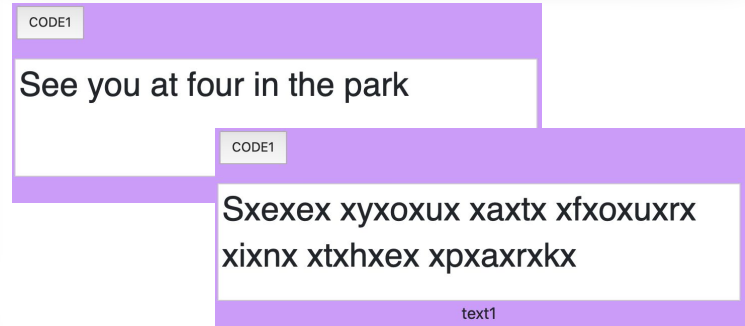 CODE1
See you at four in the park
CODE1
Sxexex xyxoxux xaxtx xfxoxuxrx
xixnx xtxhxex xpxaxrxkx
text1